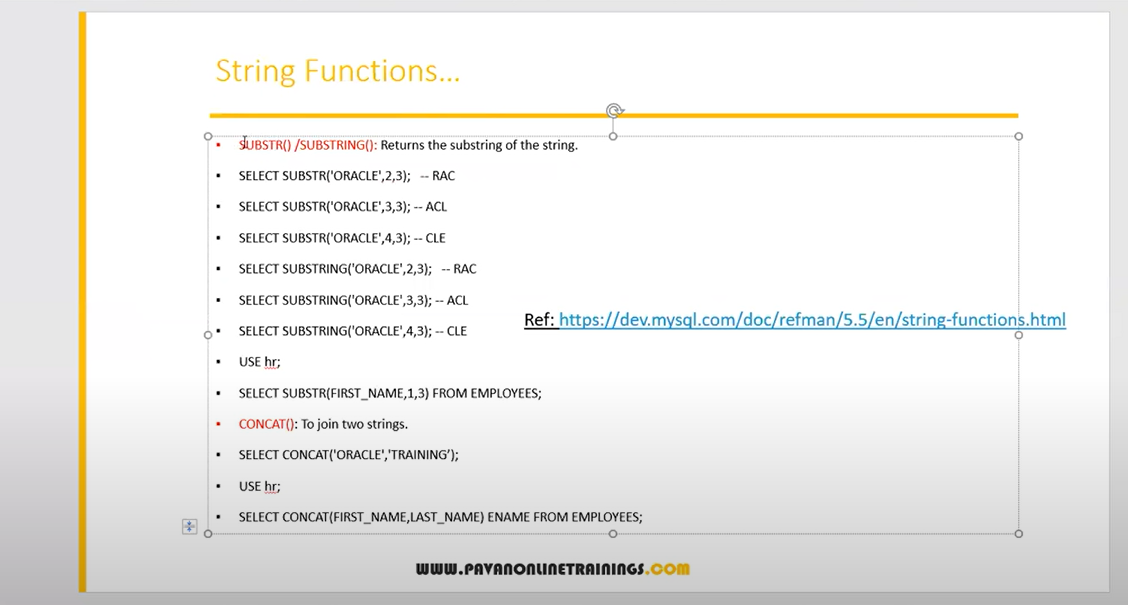 String Functions...
▪ SUBSTR() /SUBSTRING(): Returns the substring of the string.
▪ SELECT SUBSTR('ORACLE',2,3);   -- RAC
▪ SELECT SUBSTR('ORACLE',3,3); -- ACL
▪ SELECT SUBSTR('ORACLE',4,3); -- CLE
▪ SELECT SUBSTRING('ORACLE',2,3);   -- RAC
▪ SELECT SUBSTRING('ORACLE',3,3); -- ACL
Ref: https://dev.mysql.com/doc/refman/5.5/en/string-functions.html
▪ SELECT SUBSTRING('ORACLE',4,3); -- CLE
▪ USE hr;
▪ SELECT SUBSTR(FIRST_NAME,1,3) FROM EMPLOYEES;
▪ CONCAT(): To join two strings.
▪ SELECT CONCAT('ORACLE','TRAINING’);
▪ USE hr;
▪ SELECT CONCAT(FIRST_NAME,LAST_NAME) ENAME FROM EMPLOYEES;
WWW.PAVANONLINETRAININGS.COM